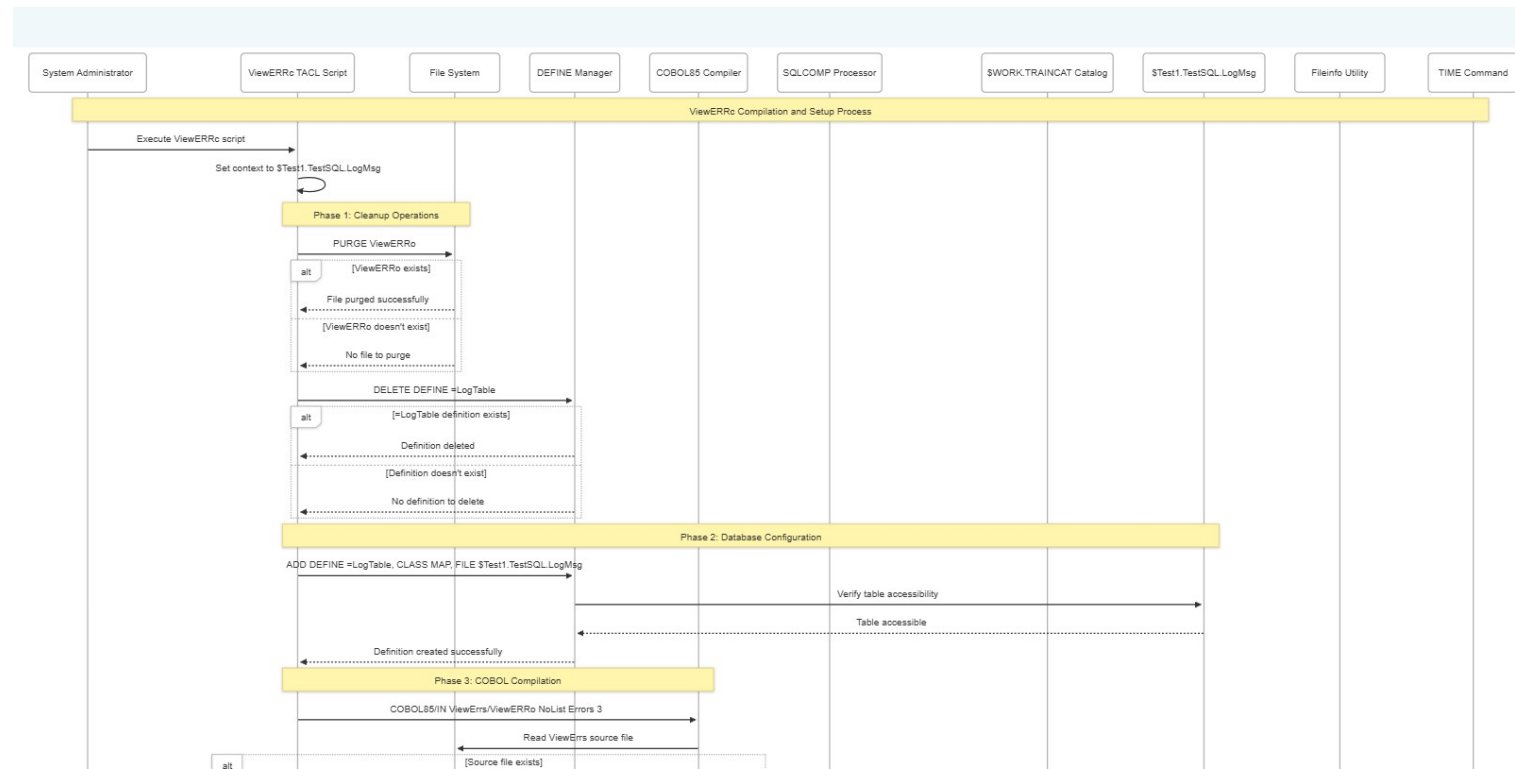 System Administrator
ViewERRc TACL Script
File System
DEFINE Manager
COBOL85 Compiler
SQLCOMP Processor
$WORK.TRAINCAT Catalog
$Test1.TestSQL.LogMsg
Fileinfo Utility
TIME Command
ViewERRc Compilation and Setup Process
Execute ViewERRc script
Set context to $Test1.TestSQL.LogMsg
Phase 1: Cleanup Operations
PURGE ViewERRo
alt
[ViewERRo exists]
File purged successfully
[ViewERRo doesn't exist]
No file to purge
DELETE DEFINE =LogTable
alt
[=LogTable definition exists]
Definition deleted
[Definition doesn't exist]
No definition to delete
Phase 2: Database Configuration
ADD DEFINE =LogTable, CLASS MAP, FILE $Test1.TestSQL.LogMsg
Verify table accessibility
Table accessible
Definition created successfully
Phase 3: COBOL Compilation
COBOL85/IN ViewErrs/ViewERRo NoList Errors 3
Read ViewErrs source file
alt
[Source file exists]